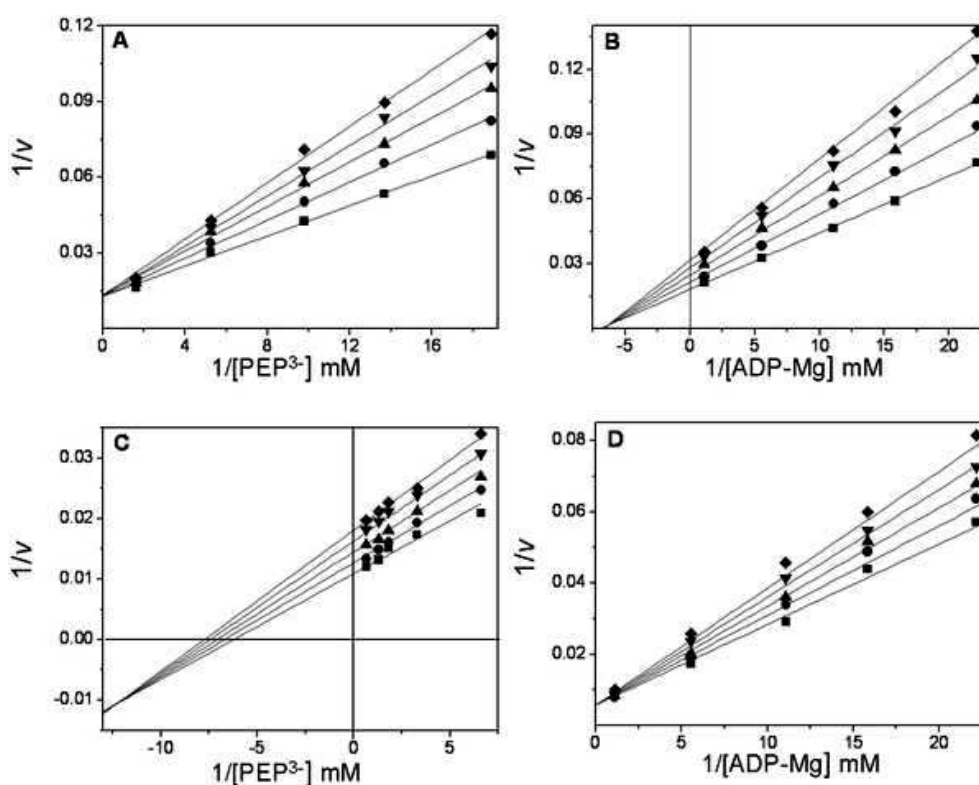 A
0.12
0.09
0.06
0.03
1/v
0 4 8 12 16
1/[PEP³⁻] mM
B
0.12
0.09
0.06
0.03
1/v
-5 0 5 10 15 20
1/[ADP-Mg] mM
C
0.03
0.02
0.01
0.00
-0.01
1/v
-10 -5 0 5
1/[PEP³⁻] mM
D
0.08
0.06
0.04
0.02
1/v
0 5 10 15 20
1/[ADP-Mg] mM